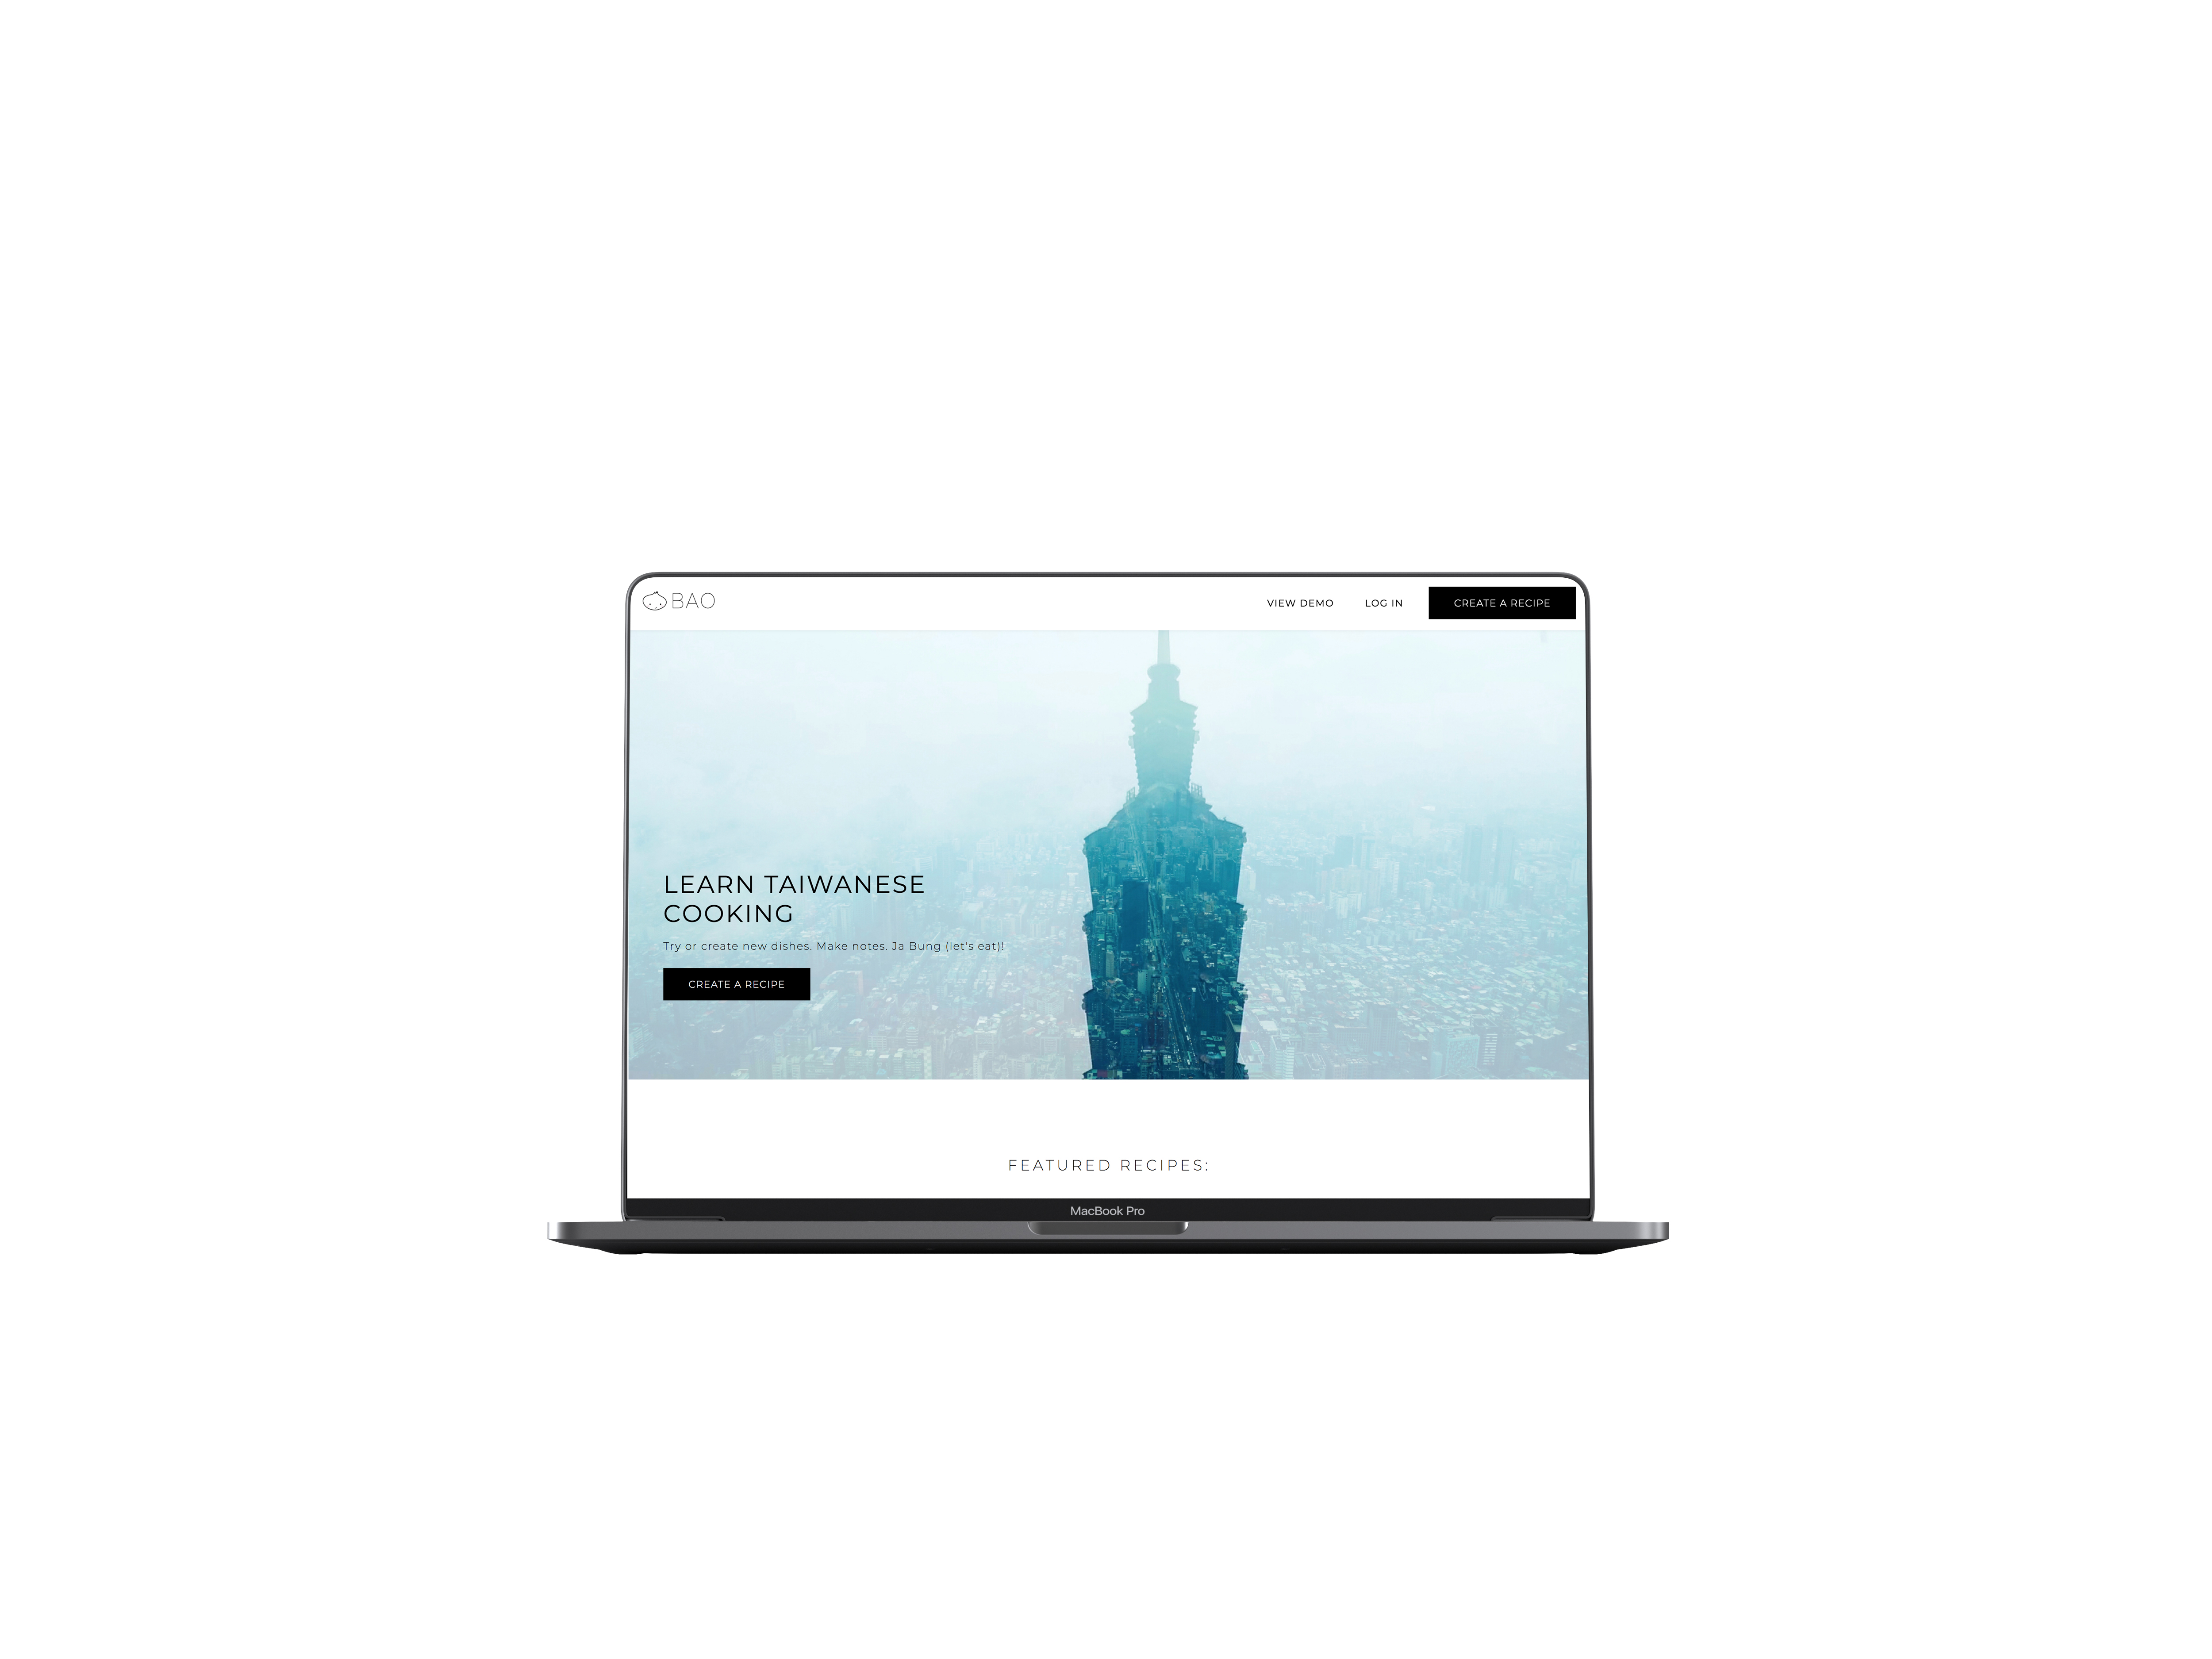 BAO
VIEW DEMO
LOG IN
CREATE A RECIPE
LEARN TAIWANESE
COOKING
Try or create new dishes. Make notes. Ja Bung (let's eat)!
CREATE A RECIPE
FEATURED RECIPES:
MacBook Pro